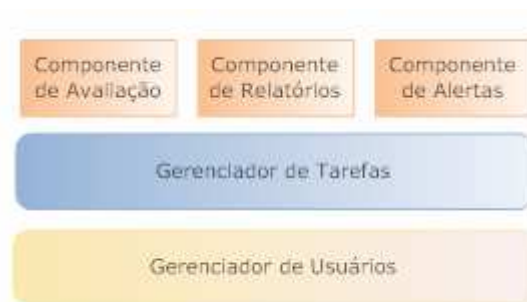 Componente
de Avaliação
Componente
de Relatórios
Componente
de Alertas
Gerenciador de Tarefas
Gerenciador de Usuários